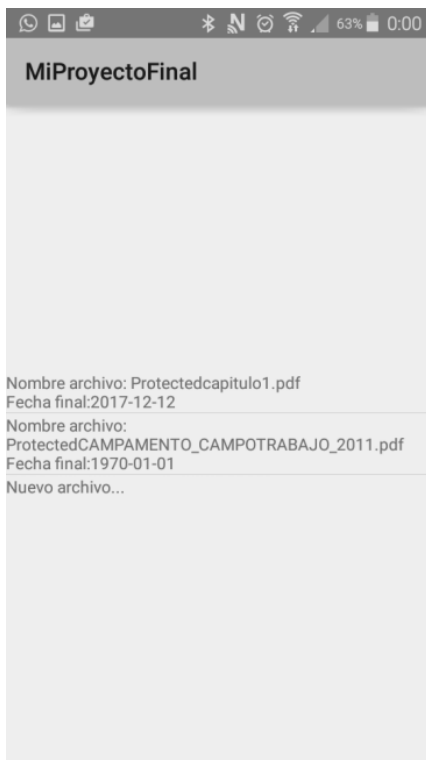 63% 0:00
MiProyectoFinal
Nombre archivo: Protectedcapitulo1.pdf
Fecha final:2017-12-12
Nombre archivo:
ProtectedCAMPAMENTO_CAMPOTRABAJO_2011.pdf
Fecha final:1970-01-01
Nuevo archivo...